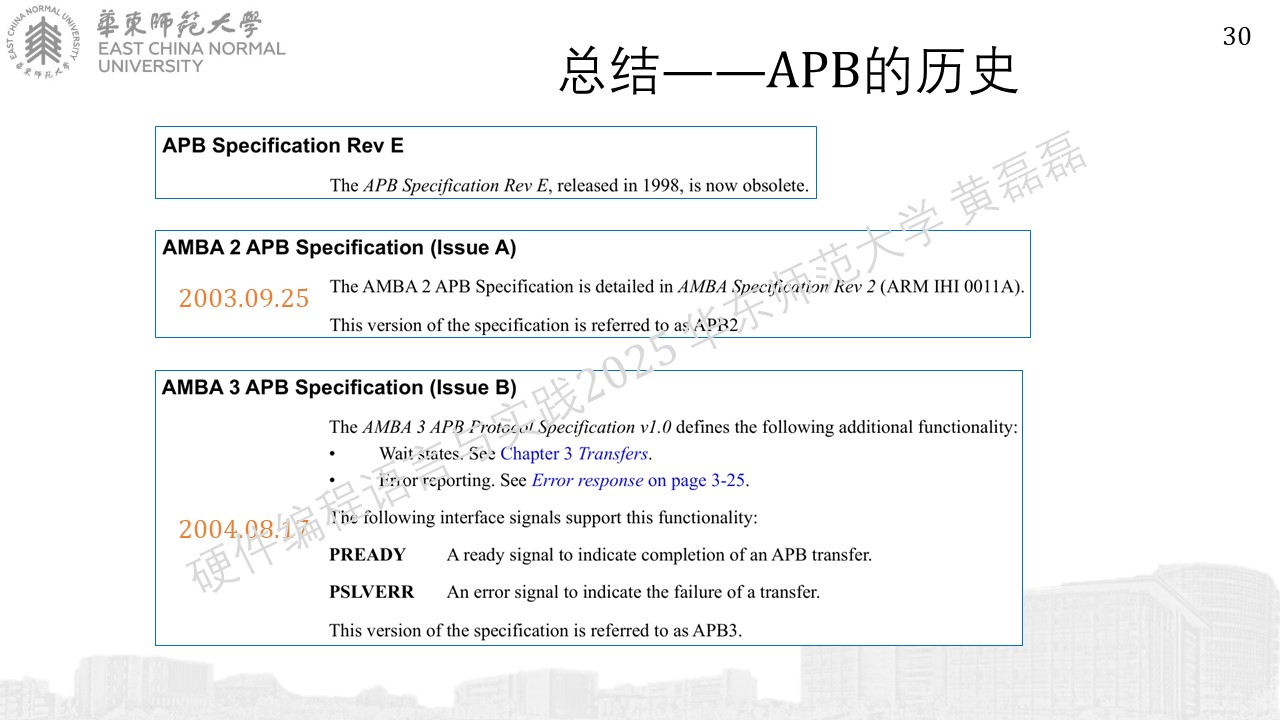 華東師範大學
EAST CHINA NORMAL
UNIVERSITY
EAST CHINA NORMAL UNIVERSITY
華東师范大学
30
总结——APB的历史
APB Specification Rev E
The APB Specification Rev E, released in 1998, is now obsolete.
AMBA 2 APB Specification (Issue A)
2003.09.25
The AMBA 2 APB Specification is detailed in AMBA Specification Rev 2 (ARM IHI 0011A).
This version of the specification is referred to as APB2
AMBA 3 APB Specification (Issue B)
The AMBA 3 APB Protocol Specification v1.0 defines the following additional functionality:
• Wait states. See Chapter 3 Transfers.
• Error reporting. See Error response on page 3-25.
2004.08.17
The following interface signals support this functionality:
PREADY A ready signal to indicate completion of an APB transfer.
PSLVERR An error signal to indicate the failure of a transfer.
This version of the specification is referred to as APB3.
硬件编程语言与实践2025 华东师范大学 黄磊磊